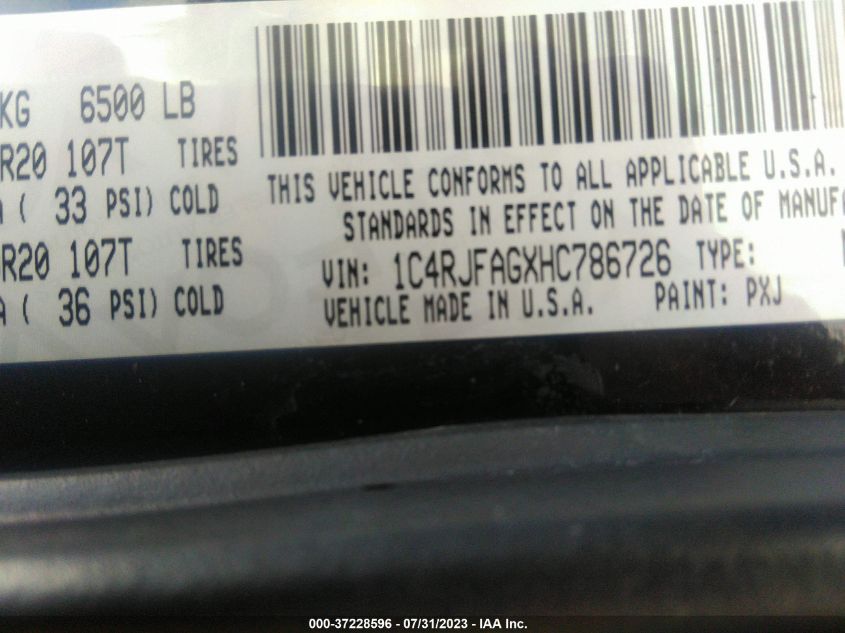 KG 6500 LB
R20 107T TIRES
( 33 PSI) COLD
R20 107T TIRES
( 36 PSI) COLD
THIS VEHICLE CONFORMS TO ALL APPLICABLE U.S.A.
STANDARDS IN EFFECT ON THE DATE OF MANUFA
VIN: 1C4RJFAGXHC786726 TYPE:
VEHICLE MADE IN U.S.A. PAINT: PXJ
000-37228596 - 07/31/2023 - IAA Inc.